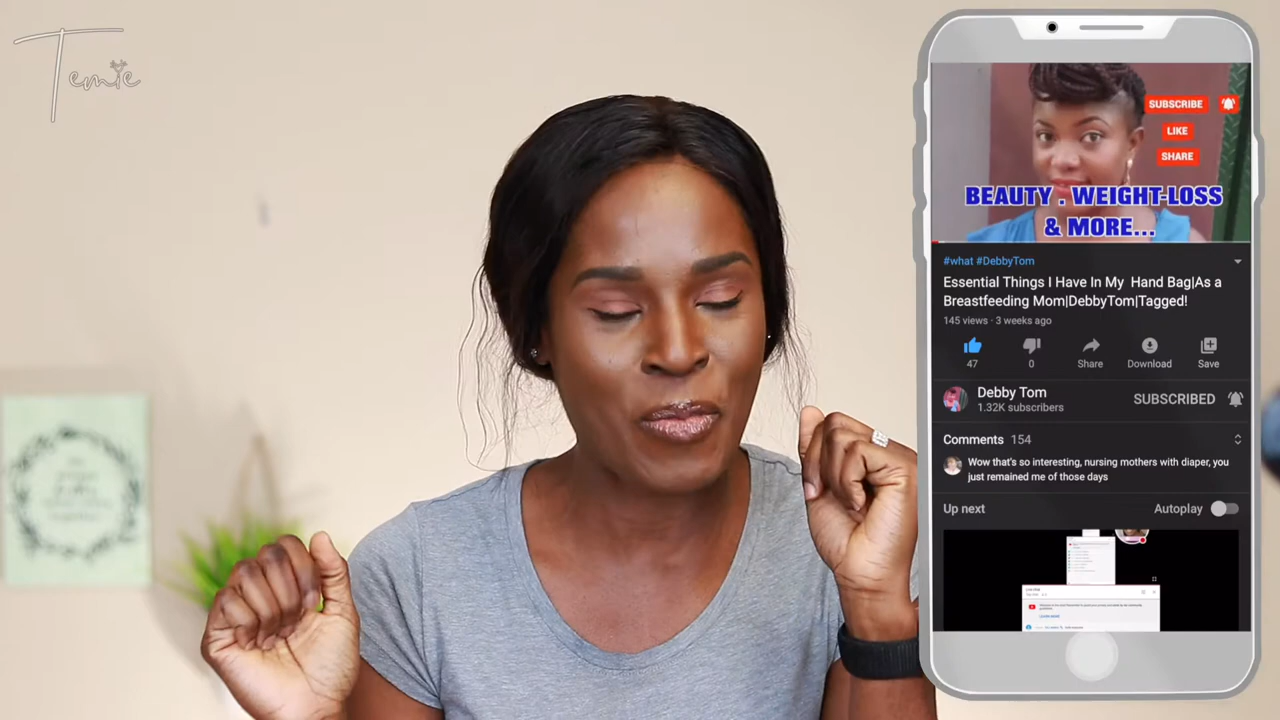 Temie
SUBSCRIBE
LIKE
SHARE
BEAUTY . WEIGHT-LOSS
& MORE...
#what #DebbyTom
Essential Things I Have In My Hand Bag|As a
Breastfeeding Mom|DebbyTom|Tagged!
145 views · 3 weeks ago
47
0
Share
Download
Save
Debby Tom
1.32K subscribers
SUBSCRIBED
Comments 154
Wow that's so interesting, nursing mothers with diaper, you
just remained me of those days
Up next
Autoplay